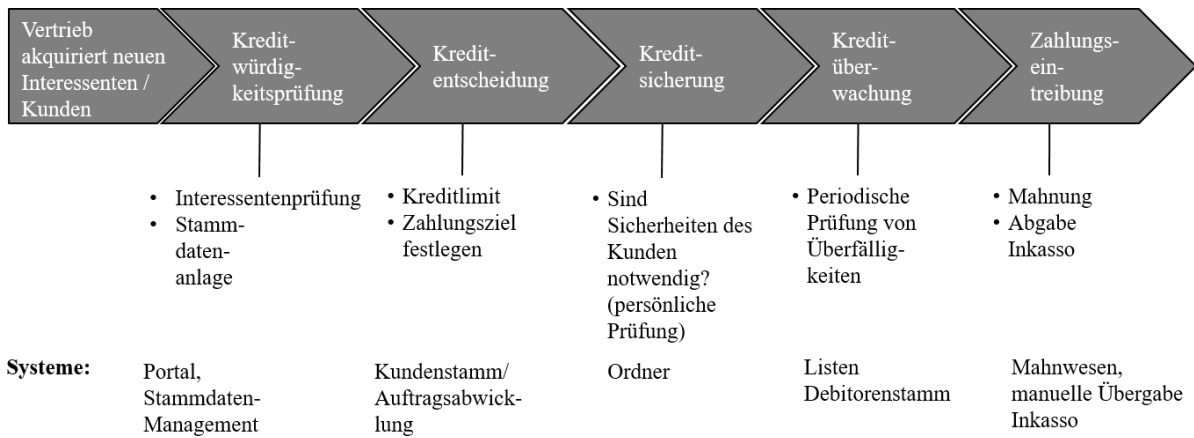 Vertrieb
akquiriert neuen
Interessenten /
Kunden
Kredit-
würdig-
keitsprüfung
Kredit-
entscheidung
Kredit-
sicherung
Kredit-
über-
wachung
Zahlungs-
ein-
treibung
• Interessentenprüfung
• Stamm-
daten-
anlage
• Kreditlimit
• Zahlungsziel
festlegen
• Sind
Sicherheiten des
Kunden
notwendig?
(persönliche
Prüfung)
• Periodische
Prüfung von
Überfällig-
keiten
• Mahnung
• Abgabe
Inkasso
Systeme:
Portal,
Stammdaten-
Management
Kundenstamm/
Auftragsabwick-
lung
Ordner
Listen
Debitorenstamm
Mahnwesen,
manuelle Übergabe
Inkasso